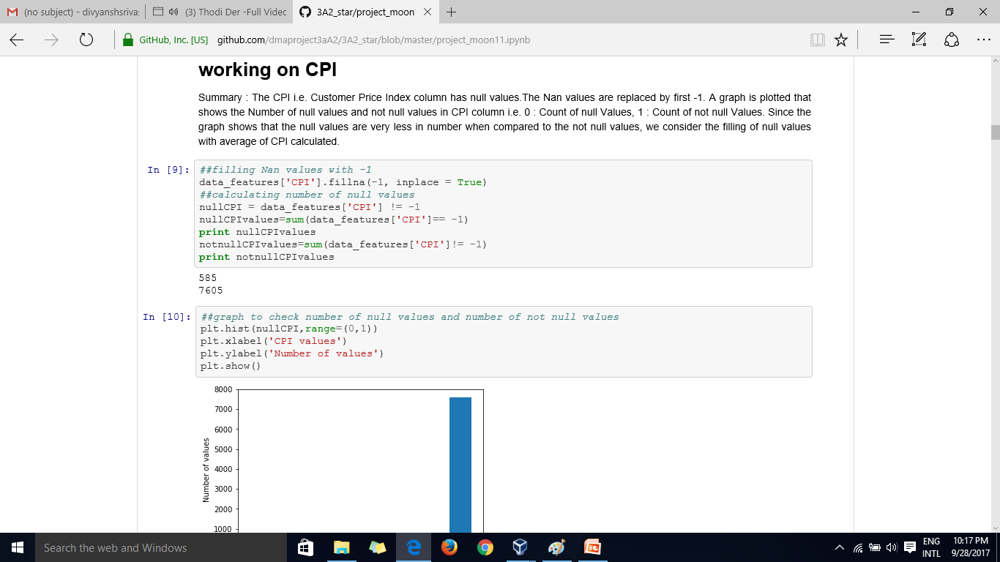 (no subject) - divyanshsriva
(3) Thodi Der -Full Videc
3A2_star/project_moon
GitHub, Inc. [US] github.com/dmaproject3aA2/3A2_star/blob/master/project_moon11.ipynb
working on CPI
Summary : The CPI i.e. Customer Price Index column has null values.The Nan values are replaced by first -1. A graph is plotted that
shows the Number of null values and not null values in CPI column i.e. 0 : Count of null Values, 1 : Count of not null Values. Since the
graph shows that the null values are very less in number when compared to the not null values, we consider the filling of null values
with average of CPI calculated.
In [9]:
##filling Nan values with -1
data_features['CPI'].fillna(-1, inplace = True)
##calculating number of null values
nullCPI = data_features['CPI'] != -1
nullCPIvalues=sum(data_features['CPI']== -1)
print nullCPIvalues
notnullCPIvalues=sum(data_features['CPI']!= -1)
print notnullCPIvalues
585
7605
In [10]:
##graph to check number of null values and number of not null values
plt.hist(nullCPI,range=(0,1))
plt.xlabel('CPI values')
plt.ylabel('Number of values')
plt.show()
8000
7000
6000
5000
4000
3000
2000
1000
Number of values
Search the web and Windows
ENG
INTL
10:17 PM
9/28/2017